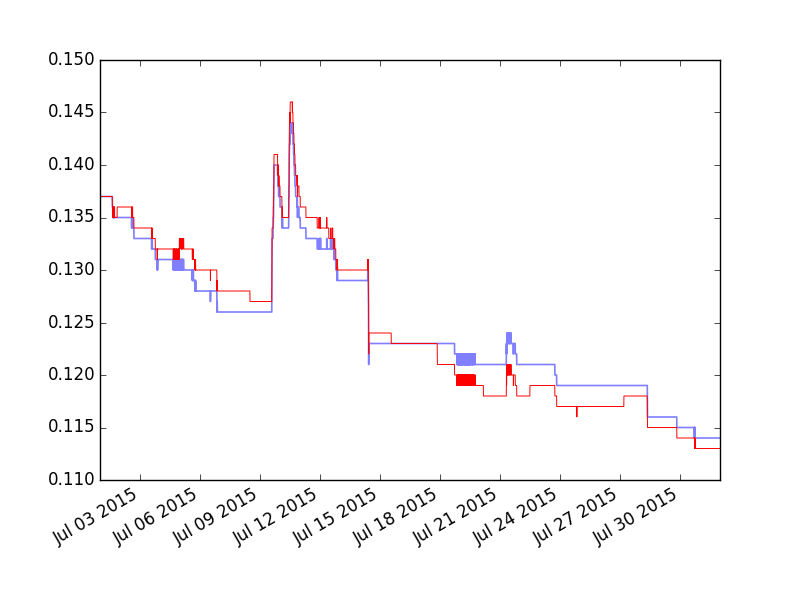 0.150
0.145
0.140
0.135
0.130
0.125
0.120
0.115
0.110
Jul 03 2015
Jul 06 2015
Jul 09 2015
Jul 12 2015
Jul 15 2015
Jul 18 2015
Jul 21 2015
Jul 24 2015
Jul 27 2015
Jul 30 2015